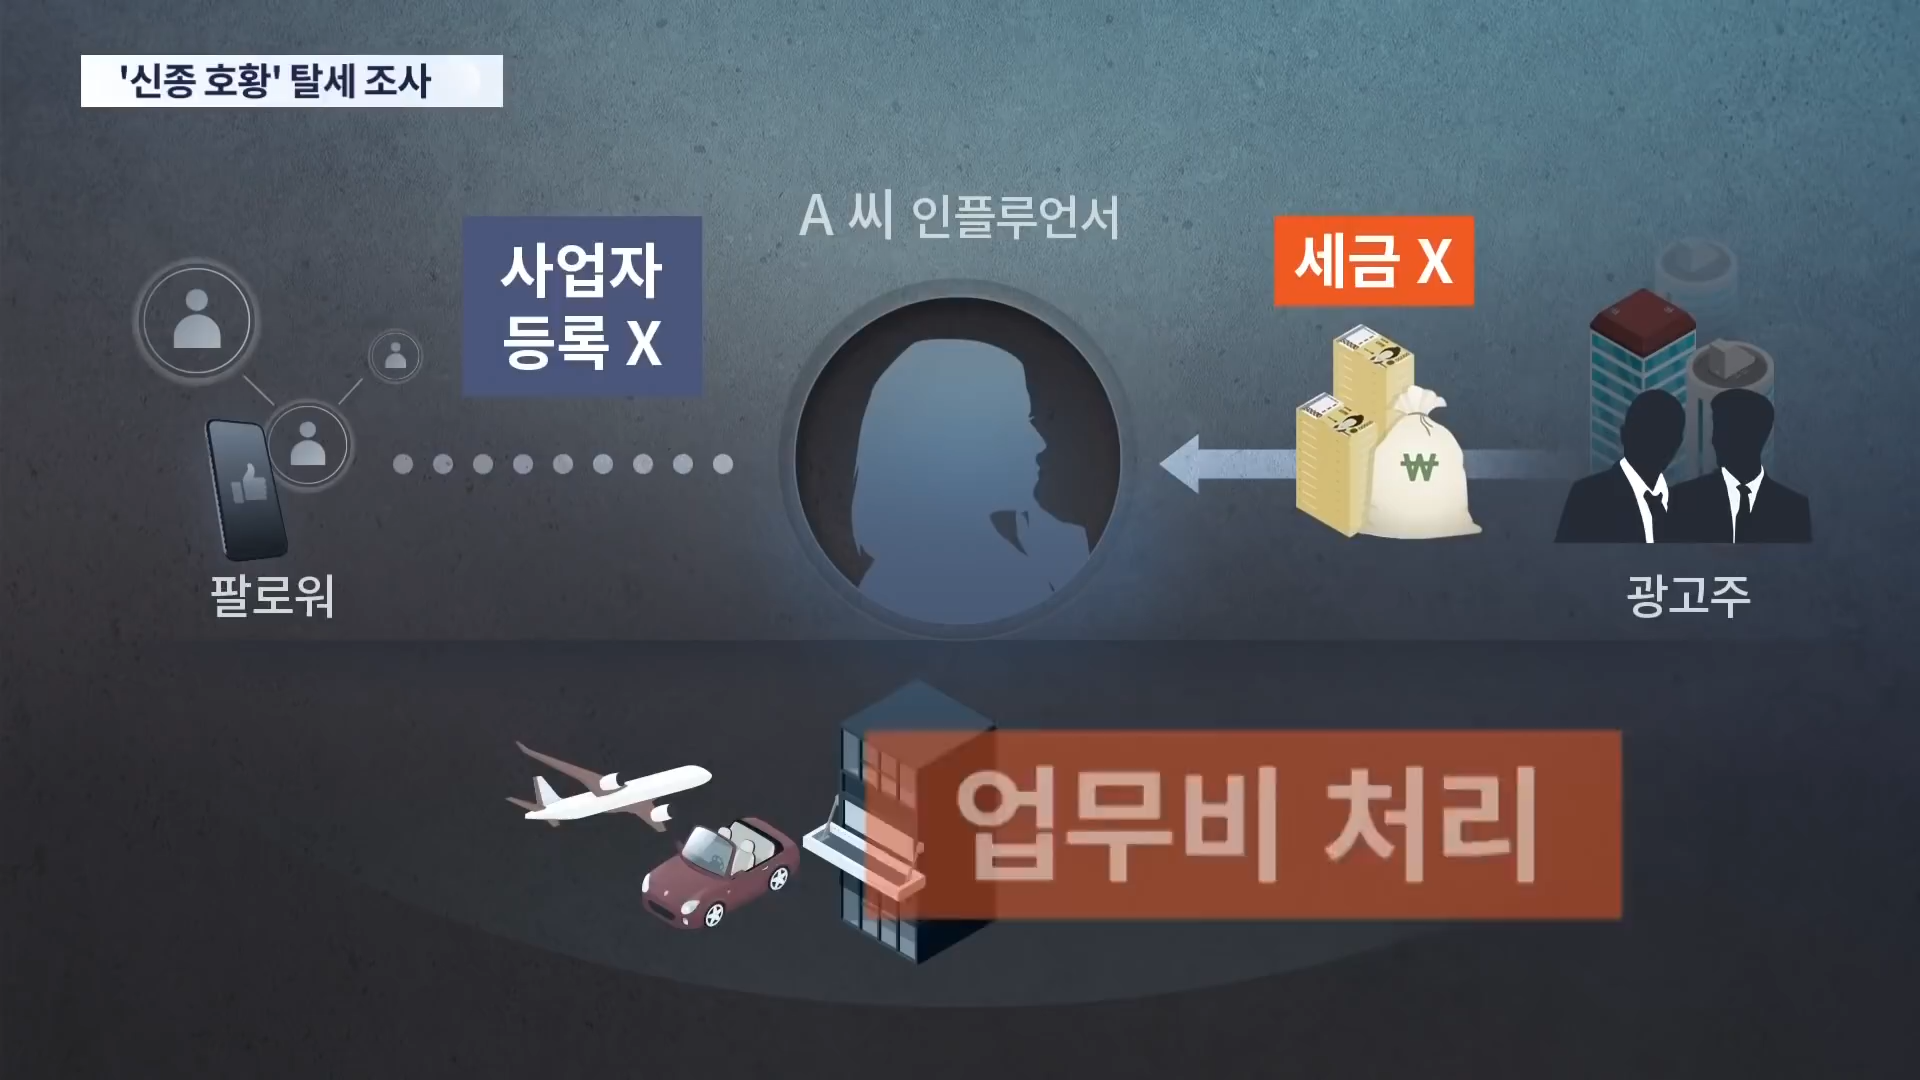 '신종 호황' 탈세 조사
A 씨 인플루언서
사업자
등록 X
세금 X
₩
팔로워
광고주
업무비 처리